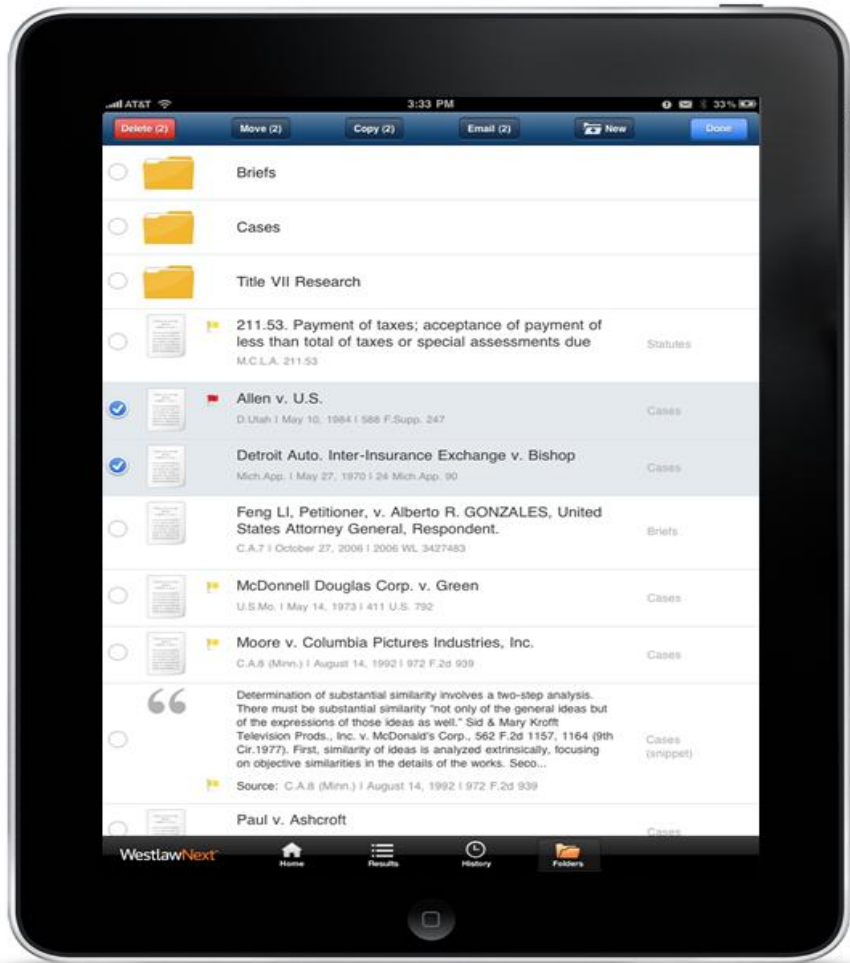 AT&T 3:33 PM 33%
Delete (2) Move (2) Copy (2) Email (2) New Done
Briefs
Cases
Title VII Research
211.53. Payment of taxes; acceptance of payment of
less than total of taxes or special assessments due
Statutes
M.C.L.A. 211.53
Allen v. U.S.
D.Utah | May 10, 1984 | 588 F.Supp. 247
Cases
Detroit Auto. Inter-Insurance Exchange v. Bishop
Mich.App. | May 27, 1970 | 24 Mich.App. 90
Cases
Feng LI, Petitioner, v. Alberto R. GONZALES, United
States Attorney General, Respondent.
Briefs
C.A.7 | October 27, 2006 | 2006 WL 3427483
McDonnell Douglas Corp. v. Green
U.S.Mo. | May 14, 1973 | 411 U.S. 792
Cases
Moore v. Columbia Pictures Industries, Inc.
C.A.8 (Minn.) | August 14, 1992 | 972 F.2d 939
Cases
Determination of substantial similarity involves a two-step analysis.
There must be substantial similarity "not only of the general ideas but
of the expressions of those ideas as well." Sid & Mary Krofft
Television Prods., Inc. v. McDonald's Corp., 562 F.2d 1157, 1164 (9th
Cir.1977). First, similarity of ideas is analyzed extrinsically, focusing
on objective similarities in the details of the works. Seco...
Cases
(snippet)
Source: C.A.8 (Minn.) | August 14, 1992 | 972 F.2d 939
Paul v. Ashcroft
Cases
WestlawNext
Home Results History Folders